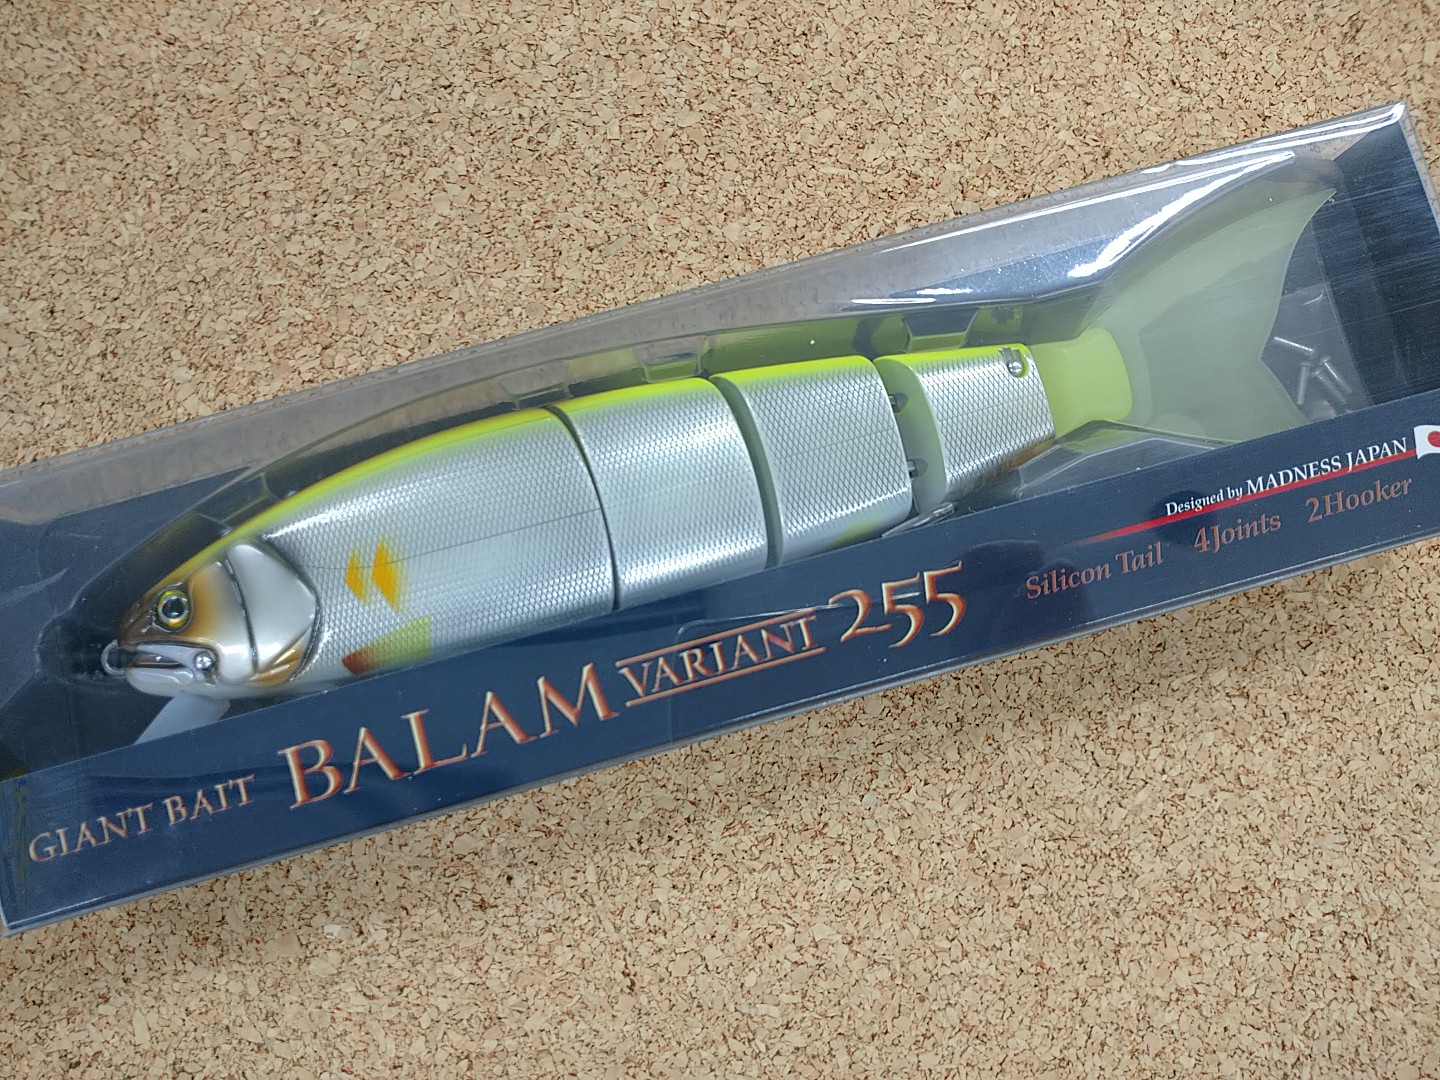 GIANT BAIT BALAM VARIANT 255
Designed by MADNESS JAPAN
Silicon Tail 4Joints 2Hooker